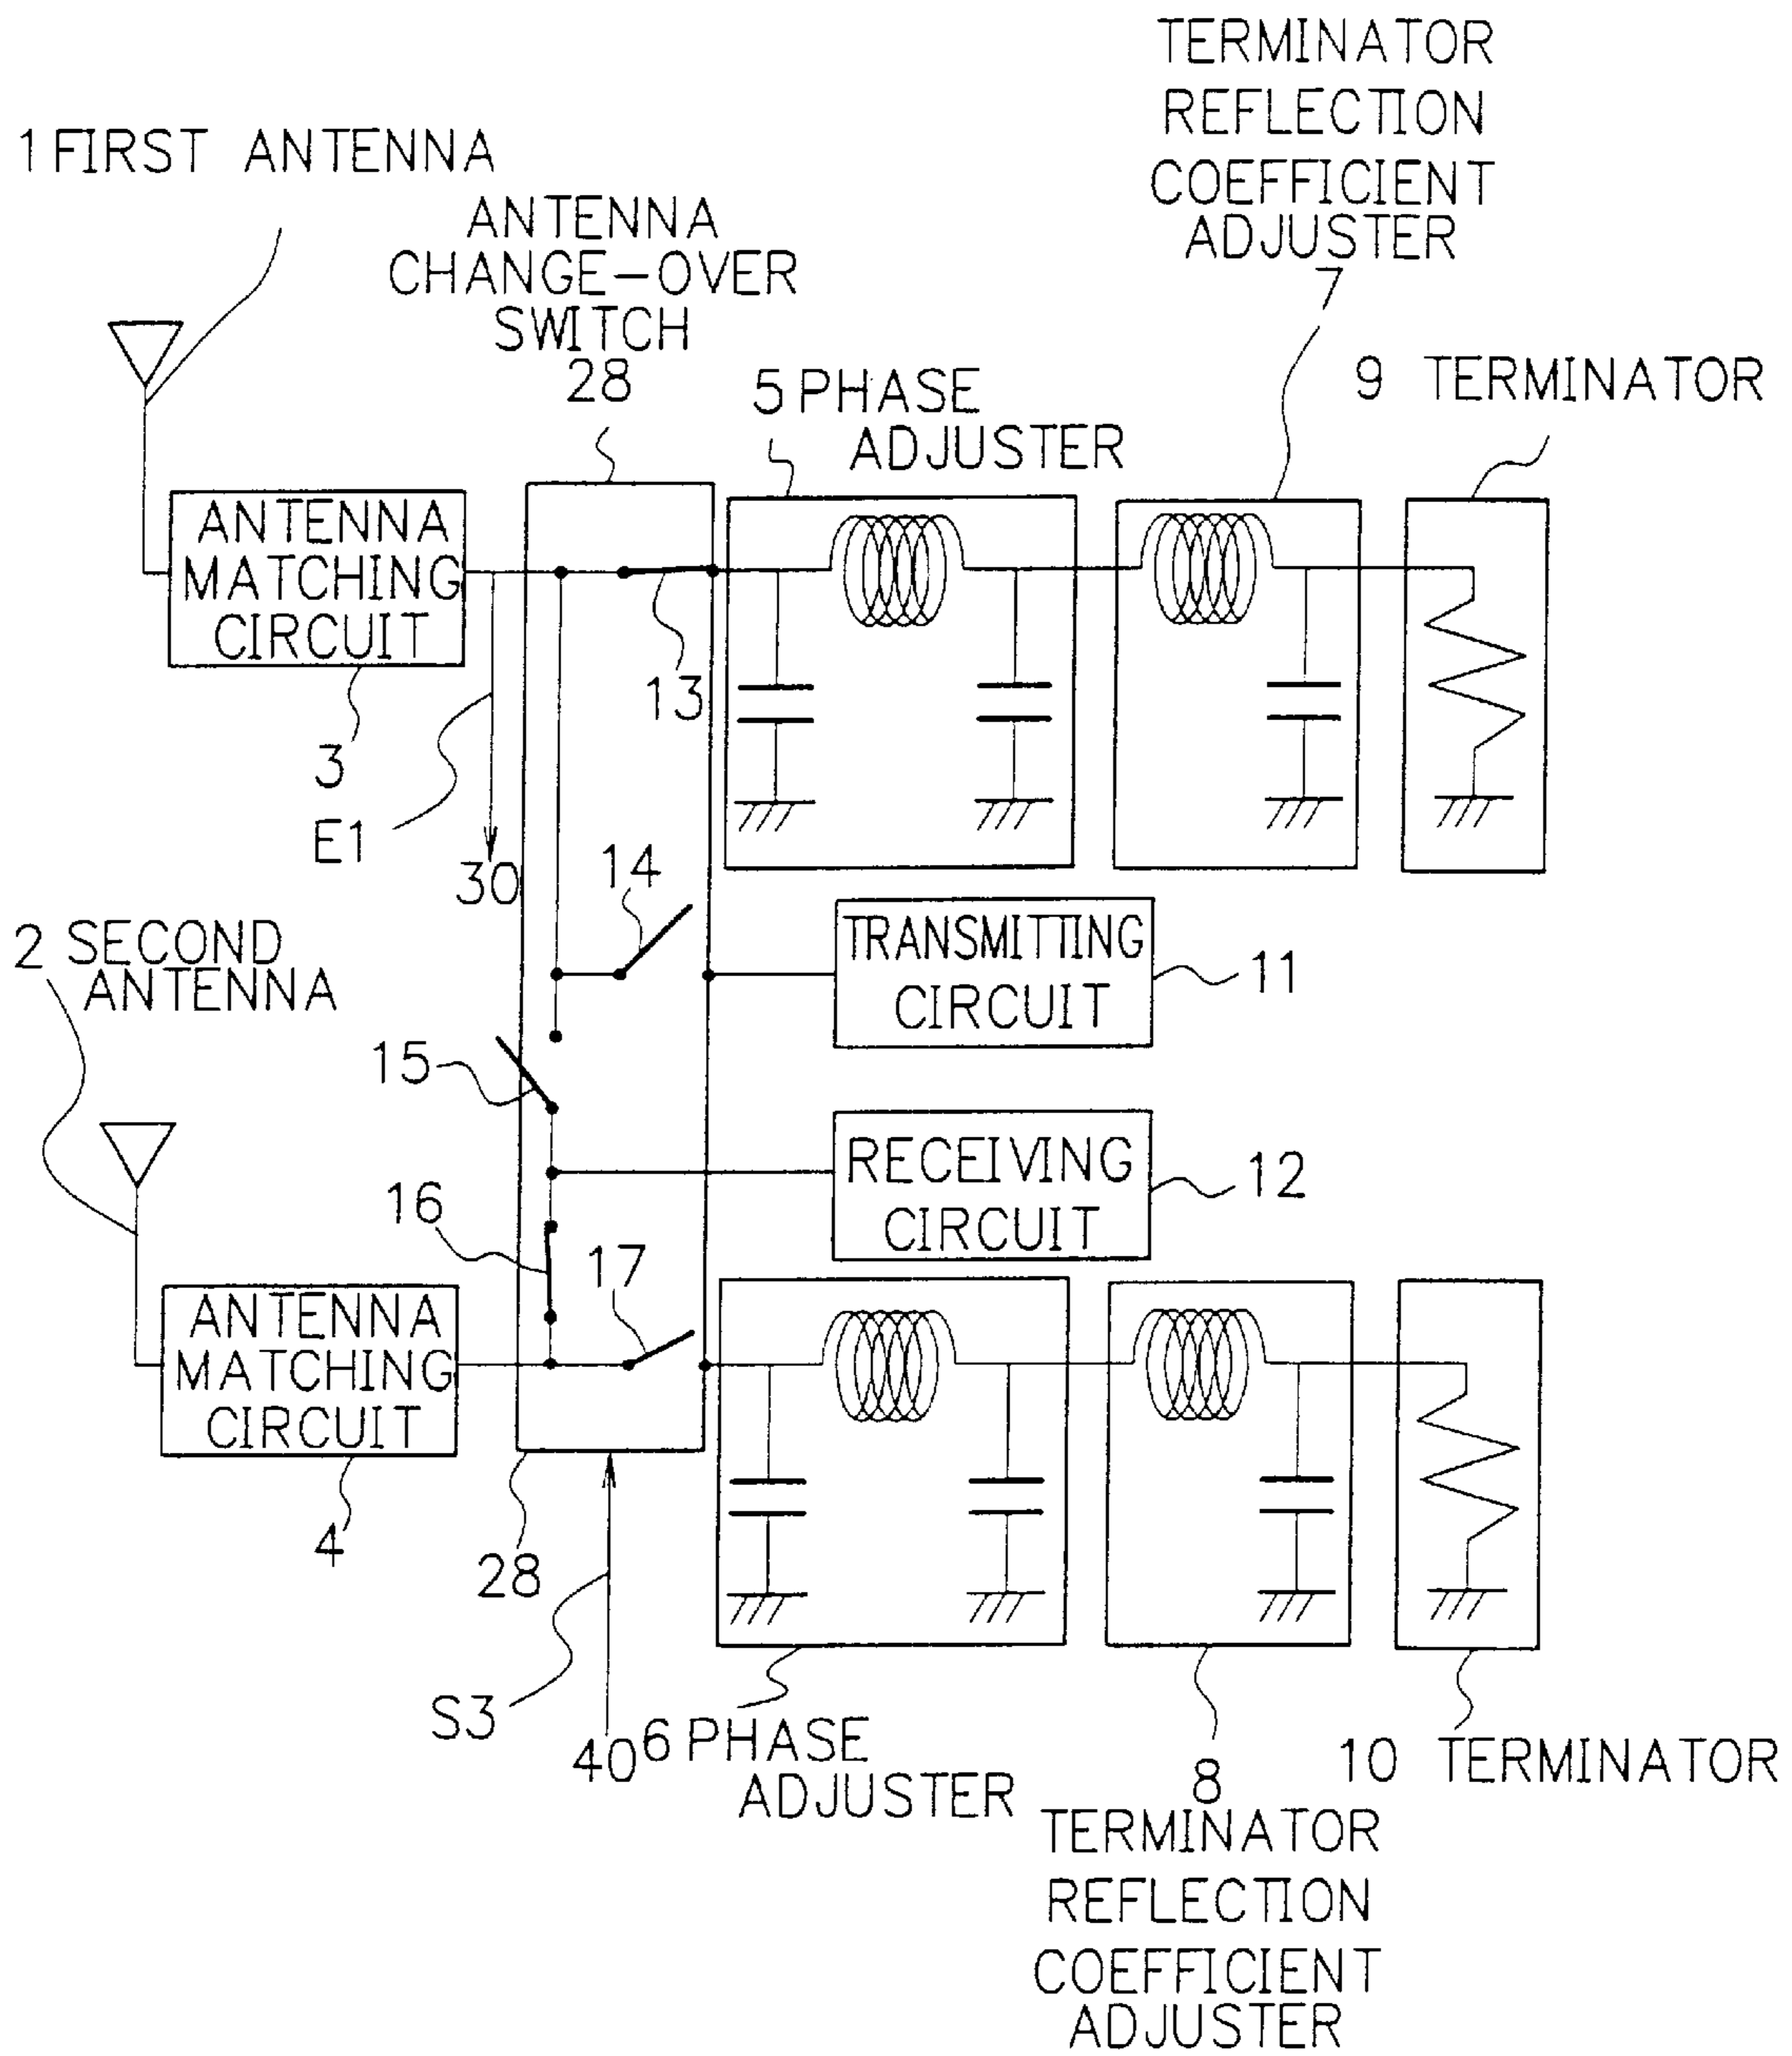 TERMINATOR
REFLECTION
COEFFICIENT
ADJUSTER
7
1 FIRST ANTENNA
ANTENNA
CHANGE-OVER
SWITCH
28
5 PHASE
ADJUSTER
9 TERMINATOR
ANTENNA
MATCHING
CIRCUIT
3
13
E1
30
14
2 SECOND
ANTENNA
TRANSMITTING
CIRCUIT
11
15
RECEIVING
CIRCUIT
12
16
17
ANTENNA
MATCHING
CIRCUIT
4
28
S3
40
6 PHASE
ADJUSTER
8
TERMINATOR
REFLECTION
COEFFICIENT
ADJUSTER
10 TERMINATOR